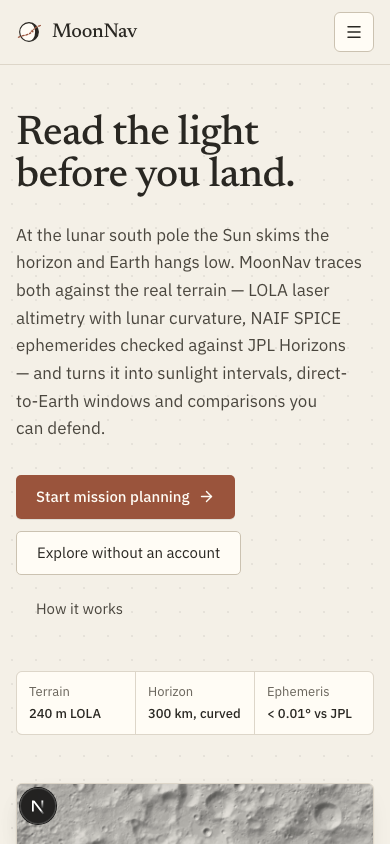 MoonNav
Read the light
before you land.
At the lunar south pole the Sun skims the
horizon and Earth hangs low. MoonNav traces
both against the real terrain — LOLA laser
altimetry with lunar curvature, NAIF SPICE
ephemerides checked against JPL Horizons
— and turns it into sunlight intervals, direct-
to-Earth windows and comparisons you
can defend.
Start mission planning →
Explore without an account
How it works
Terrain
240 m LOLA
Horizon
300 km, curved
Ephemeris
< 0.01° vs JPL
N